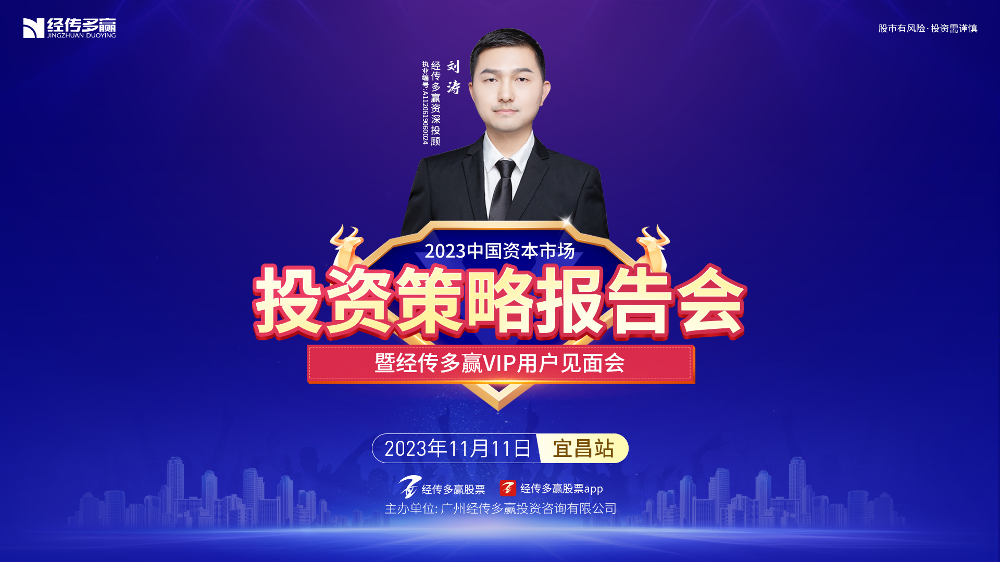 经传多赢
JINGZHUAN DUOYING
股市有风险·投资需谨慎
刘涛
经传多赢资深投顾
执业编号:A1120619060024
2023中国资本市场
投资策略报告会
暨经传多赢VIP用户见面会
2023年11月11日 宜昌站
经传多赢股票 经传多赢股票app
主办单位: 广州经传多赢投资咨询有限公司